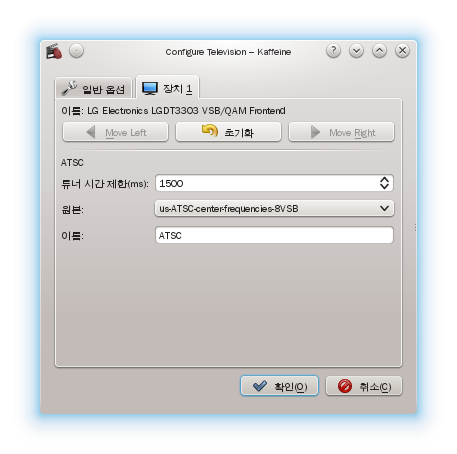 Configure Television – Kaffeine
일반 옵션 장치 1
이름: LG Electronics LGDT3303 VSB/QAM Frontend
Move Left 초기화 Move Right
ATSC
튜너 시간 제한(ms): 1500
원본: us-ATSC-center-frequencies-8VSB
이름: ATSC
확인(O) 취소(C)